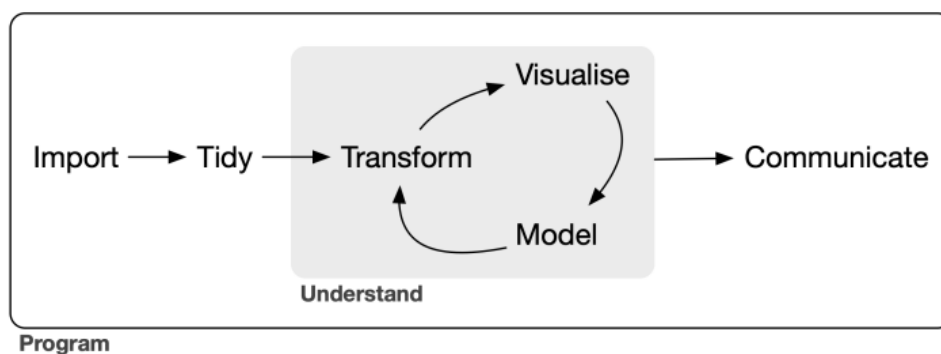 Visualise
Import
Tidy
Transform
Communicate
Model
Understand
Program